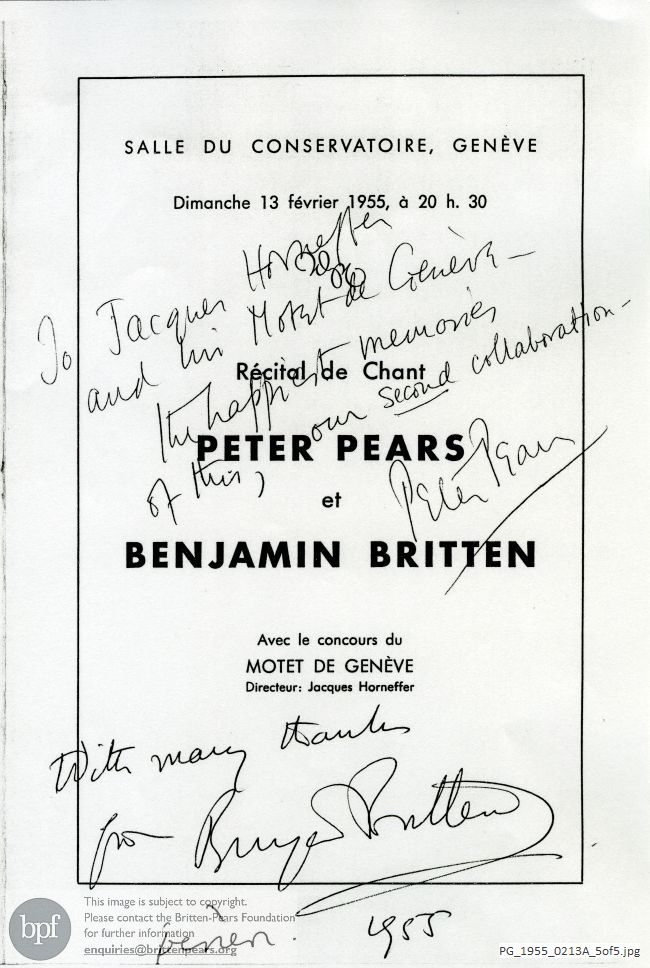 SALLE DU CONSERVATOIRE, GENÈVE
Dimanche 13 février 1955, à 20 h. 30
To Jacques Horneffer
and his Motet de Genève —
the happiest memories
of this, our second collaboration —
Peter Pears
Récital de Chant
PETER PEARS
et
BENJAMIN BRITTEN
Avec le concours du
MOTET DE GENÈVE
Directeur: Jacques Horneffer
With many thanks
from Benjamin Britten
1955
bpf
This image is subject to copyright.
Please contact the Britten-Pears Foundation
for further information
enquiries@brittenpears.org
PG_1955_0213A_5of5.jpg